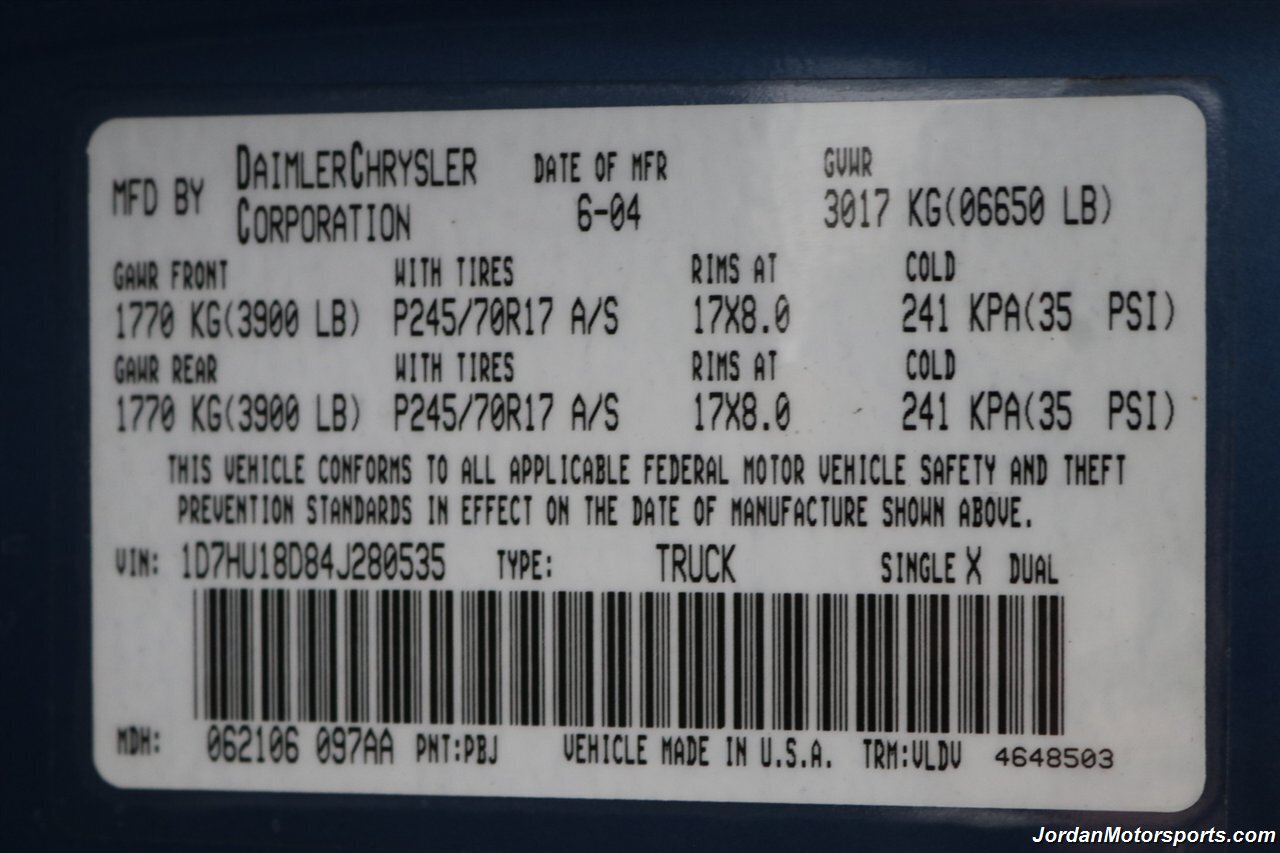 MFD BY DAIMLERCHRYSLER CORPORATION DATE OF MFR 6-04 GVWR 3017 KG(06650 LB)
GAWR FRONT WITH TIRES RIMS AT COLD
1770 KG(3900 LB) P245/70R17 A/S 17X8.0 241 KPA(35 PSI)
GAWR REAR WITH TIRES RIMS AT COLD
1770 KG(3900 LB) P245/70R17 A/S 17X8.0 241 KPA(35 PSI)
THIS VEHICLE CONFORMS TO ALL APPLICABLE FEDERAL MOTOR VEHICLE SAFETY AND THEFT
PREVENTION STANDARDS IN EFFECT ON THE DATE OF MANUFACTURE SHOWN ABOVE.
VIN: 1D7HU18D84J280535 TYPE: TRUCK SINGLE X DUAL
MDH: 062106 097AA PNT:PBJ VEHICLE MADE IN U.S.A. TRM:VLDV 4648503
JordanMotorsports.com